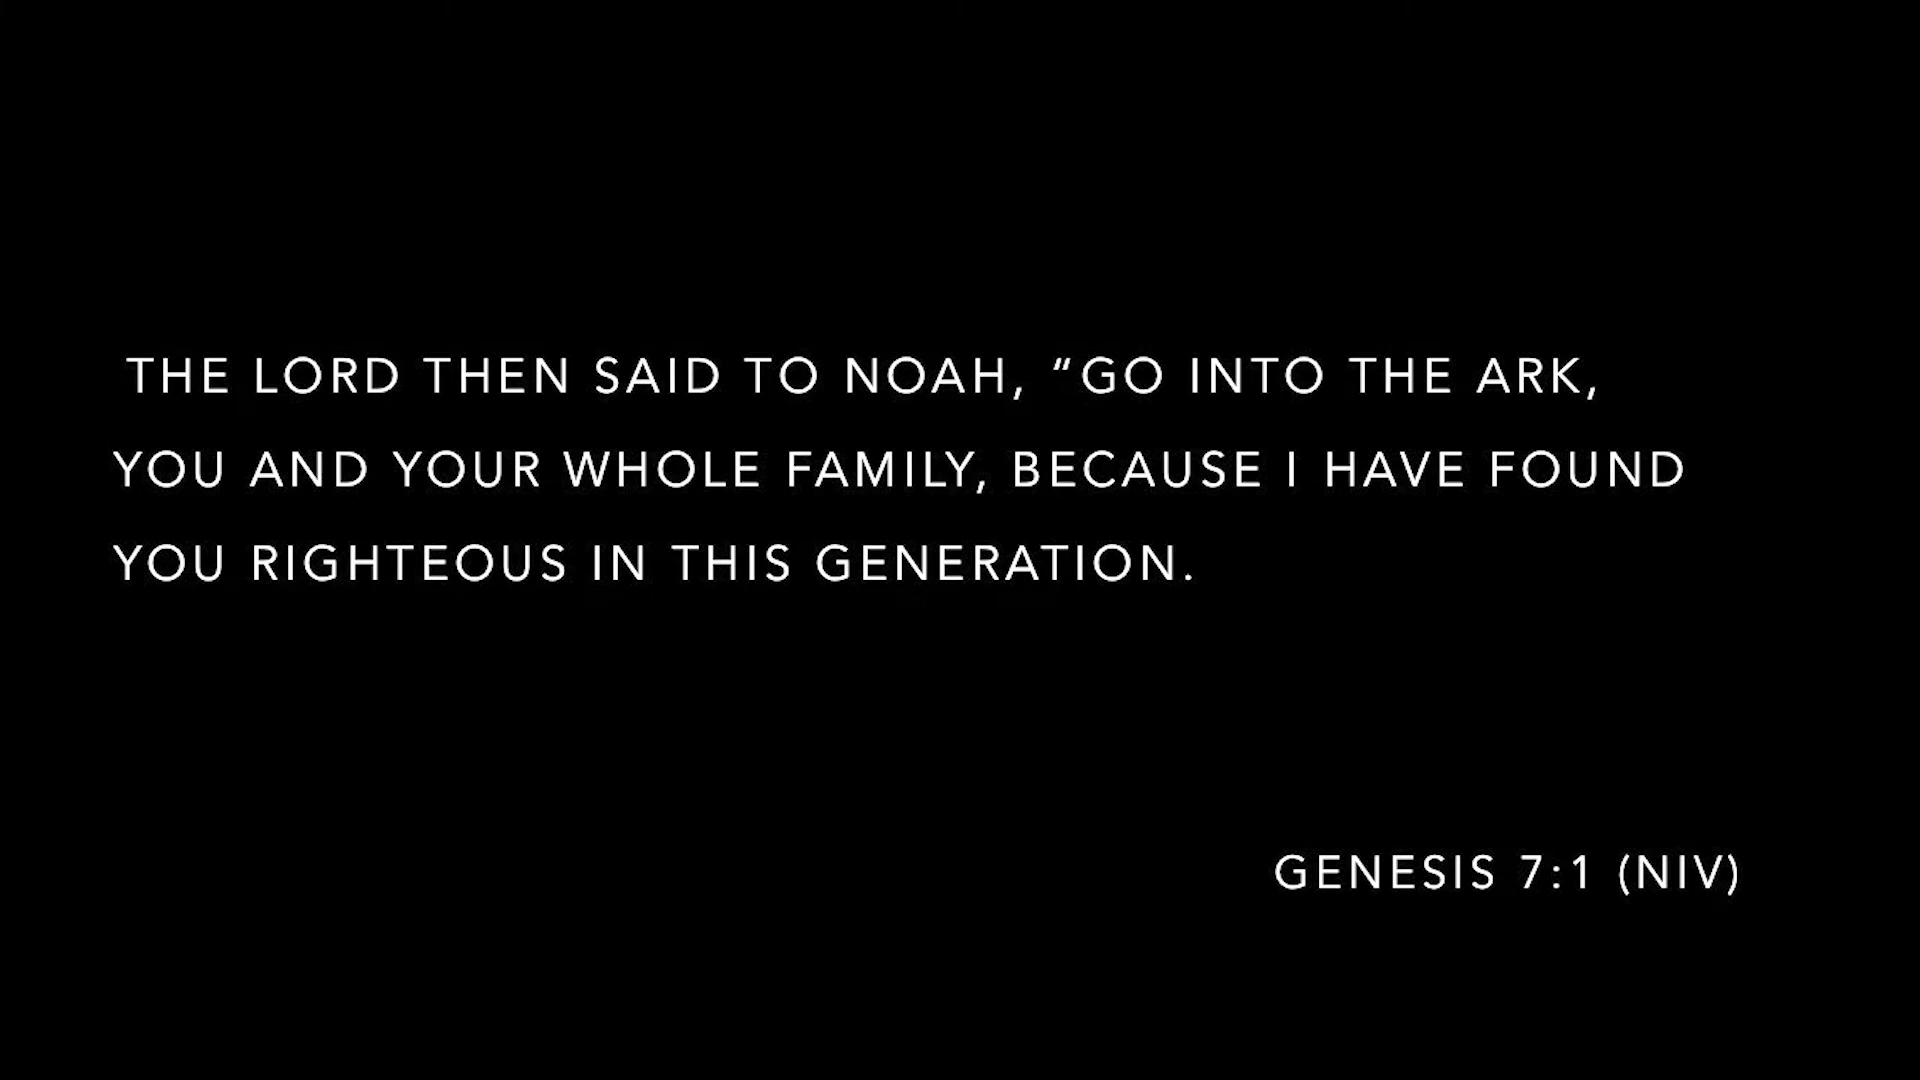 THE LORD THEN SAID TO NOAH, “GO INTO THE ARK,
YOU AND YOUR WHOLE FAMILY, BECAUSE I HAVE FOUND
YOU RIGHTEOUS IN THIS GENERATION.
GENESIS 7:1 (NIV)